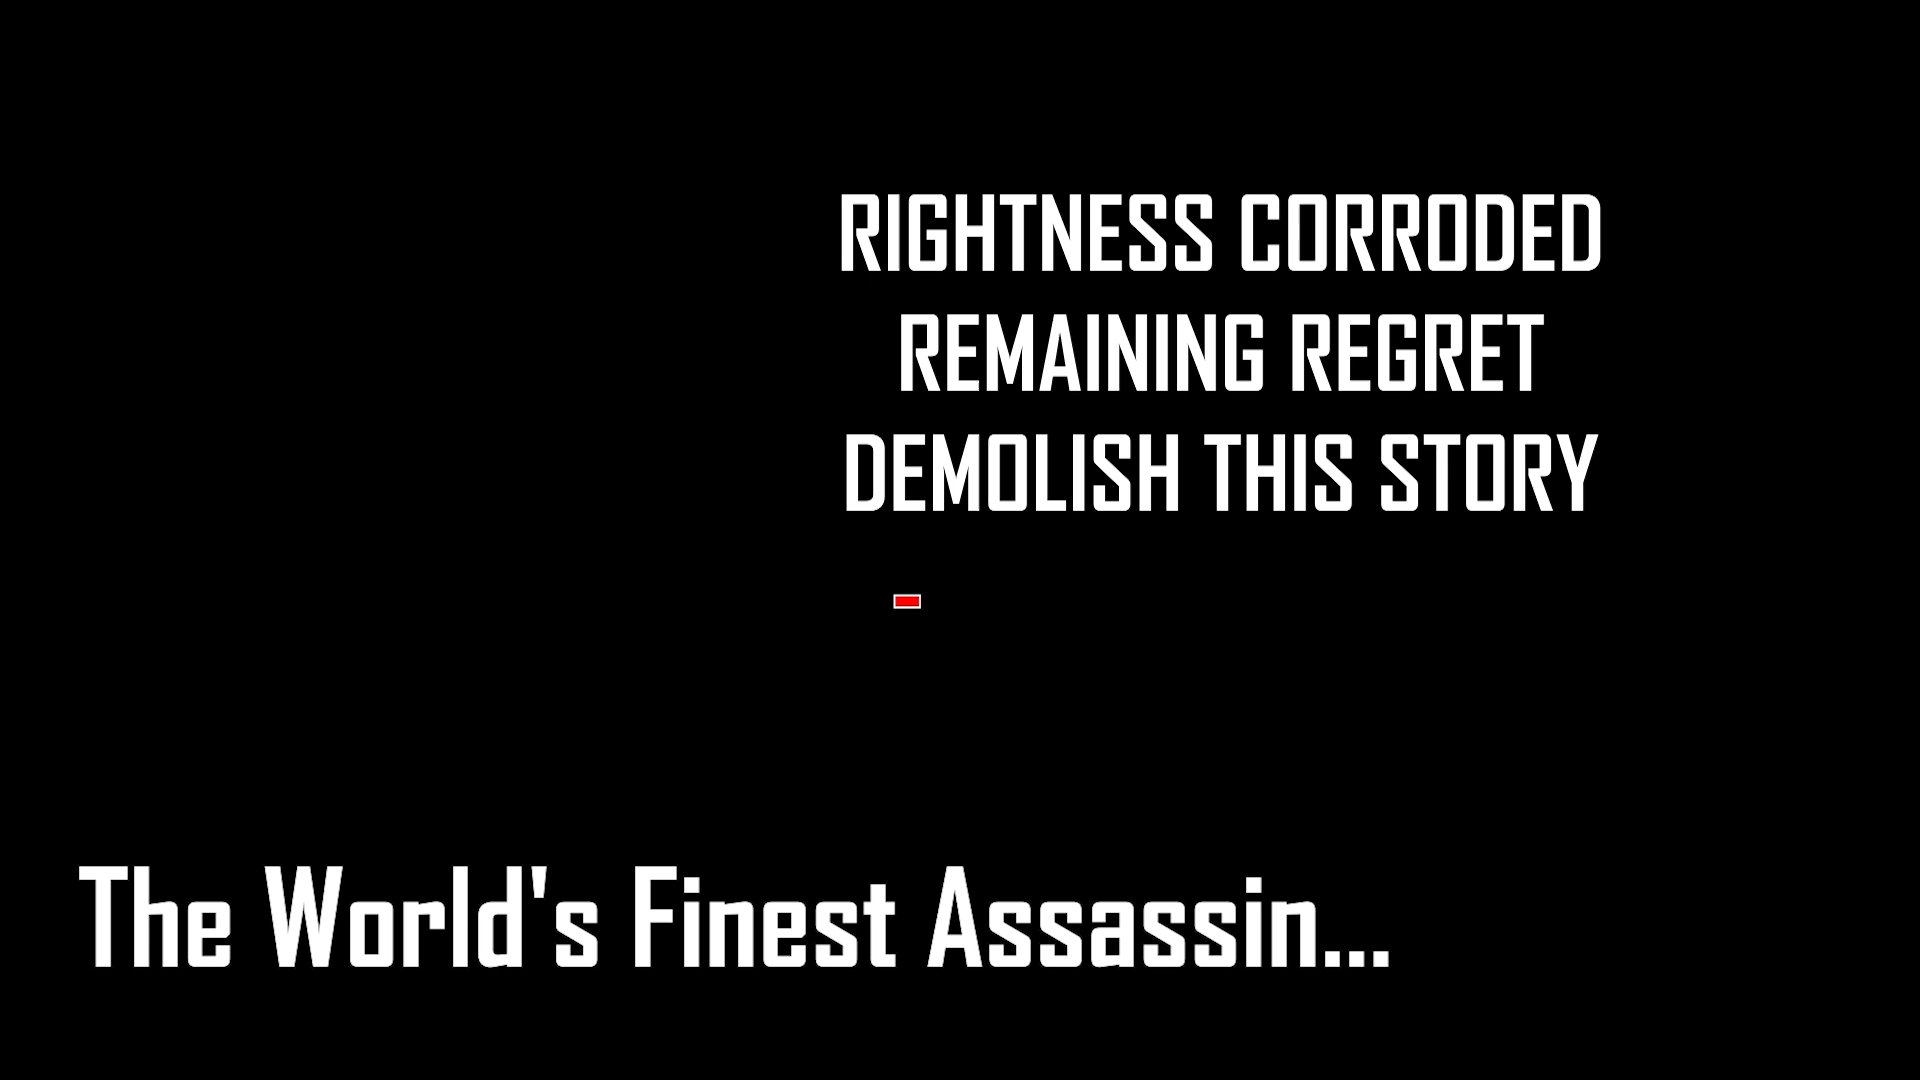 RIGHTNESS CORRODED
REMAINING REGRET
DEMOLISH THIS STORY
The World's Finest Assassin...